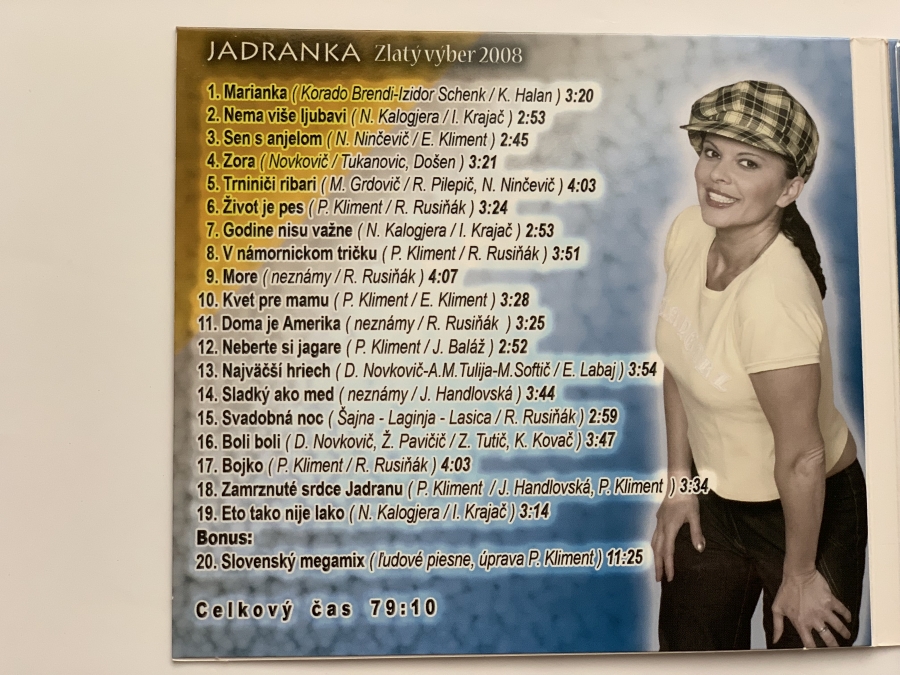 JADRANKA Zlatý výber 2008
1. Marianka ( Korado Brendi-Izidor Schenk / K. Halan ) 3:20
2. Nema više ljubavi ( N. Kalogjera / I. Krajač ) 2:53
3. Sen s anjelom ( N. Ninčevič / E. Kliment ) 2:45
4. Zora ( Novkovič / Tukanovic, Došen ) 3:21
5. Trniniči ribari ( M. Grdovič / R. Pilepič, N. Ninčevič ) 4:03
6. Život je pes ( P. Kliment / R. Rusiňák ) 3:24
7. Godine nisu važne ( N. Kalogjera / I. Krajač ) 2:53
8. V námornickom tričku ( P. Kliment / R. Rusiňák ) 3:51
9. More ( neznámy / R. Rusiňák ) 4:07
10. Kvet pre mamu ( P. Kliment / E. Kliment ) 3:28
11. Doma je Amerika ( neznámy / R. Rusiňák ) 3:25
12. Neberte si jagare ( P. Kliment / J. Baláž ) 2:52
13. Najväčší hriech ( D. Novkovič-A.M.Tulija-M.Softič / E. Labaj ) 3:54
14. Sladký ako med ( neznámy / J. Handlovská ) 3:44
15. Svadobná noc ( Šajna - Laginja - Lasica / R. Rusiňák ) 2:59
16. Boli boli ( D. Novkovič, Ž. Pavičič / Z. Tutič, K. Kovač ) 3:47
17. Bojko ( P. Kliment / R. Rusiňák ) 4:03
18. Zamrznuté srdce Jadranu ( P. Kliment / J. Handlovská, P. Kliment ) 3:34
19. Eto tako nije lako ( N. Kalogjera / I. Krajač ) 3:14
Bonus:
20. Slovenský megamix ( ľudové piesne, úprava P. Kliment ) 11:25
Celkový čas 79:10